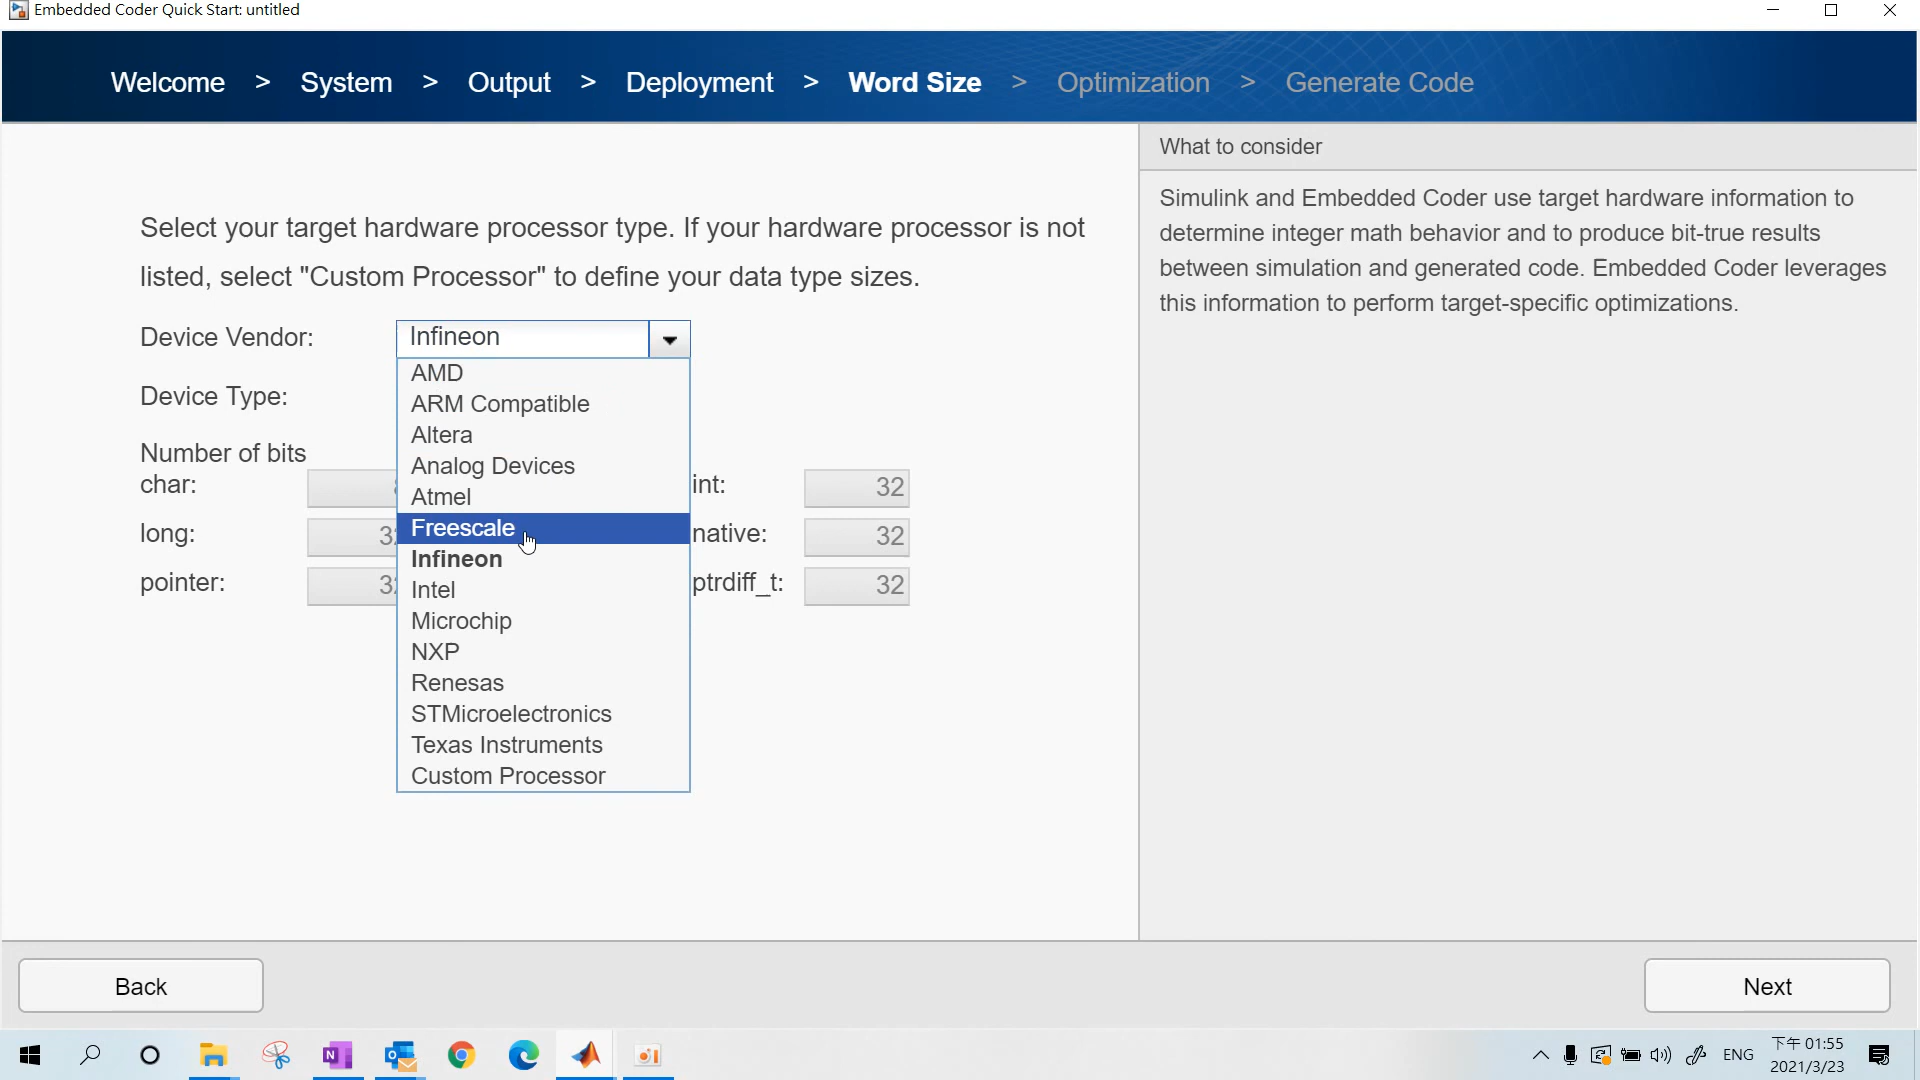 Embedded Coder Quick Start: untitled
Welcome > System > Output > Deployment > Word Size > Optimization > Generate Code
What to consider
Simulink and Embedded Coder use target hardware information to
determine integer math behavior and to produce bit-true results
between simulation and generated code. Embedded Coder leverages
this information to perform target-specific optimizations.
Select your target hardware processor type. If your hardware processor is not
listed, select "Custom Processor" to define your data type sizes.
Device Vendor: Infineon
Device Type:
AMD
ARM Compatible
Altera
Analog Devices
Atmel
Freescale
Infineon
Intel
Microchip
NXP
Renesas
STMicroelectronics
Texas Instruments
Custom Processor
Number of bits
char: int: 32
long: native: 32
pointer: ptrdiff_t: 32
Back
Next
ENG
下午 01:55
2021/3/23